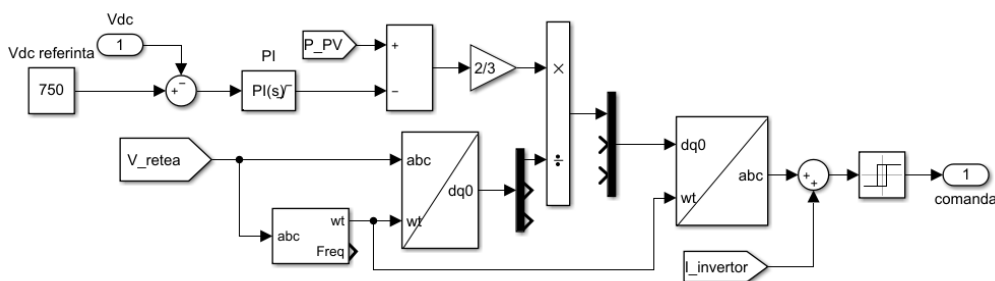 Vdc
1
Vdc referinta
750
PI
PI(s)
P_PV
2/3
V_retea
abc
wt
dq0
abc
wt
Freq
dq0
wt
abc
I_invertor
1
comanda